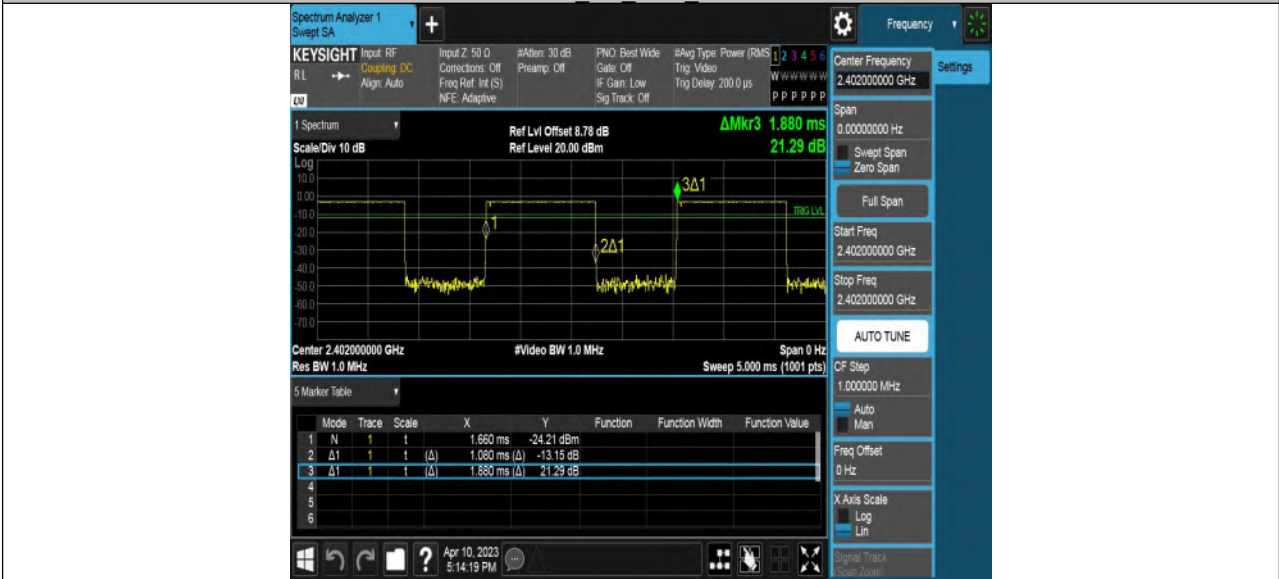 Spectrum Analyzer 1
Swept SA
+
Frequency
KEYSIGHT Input: RF Input Z: 50 Ω #Atten: 30 dB PNO: Best Wide #Avg Type: Power (RMS 1 2 3 4 5 6
RL Coupling: DC Corrections: Off Preamp: Off Gate: Off Trig: Video W W W W W W
Align: Auto Freq Ref: Int (S) IF Gain: Low Trig Delay: 200.0 µs
LXI NFE: Adaptive Sig Track: Off P P P P P P
1 Spectrum
Scale/Div 10 dB
Ref Lvl Offset 8.78 dB
Ref Level 20.00 dBm
ΔMkr3 1.880 ms
21.29 dB
Log
10.0
0.00
-10.0
-20.0
-30.0
-40.0
-50.0
-60.0
-70.0
1
2Δ1
3Δ1
TRIG LVL
Center 2.402000000 GHz #Video BW 1.0 MHz Span 0 Hz
Res BW 1.0 MHz Sweep 5.000 ms (1001 pts)
5 Marker Table
Mode Trace Scale X Y Function Function Width Function Value
1 N 1 t 1.660 ms -24.21 dBm
2 Δ1 1 t (Δ) 1.080 ms (Δ) -13.15 dB
3 Δ1 1 t (Δ) 1.880 ms (Δ) 21.29 dB
4
5
6
?
Apr 10, 2023
5:14:19 PM
Center Frequency
2.402000000 GHz
Settings
Span
0.00000000 Hz
Swept Span
Zero Span
Full Span
Start Freq
2.402000000 GHz
Stop Freq
2.402000000 GHz
AUTO TUNE
CF Step
1.000000 MHz
Auto
Man
Freq Offset
0 Hz
X Axis Scale
Log
Lin
Signal Track
(Span Zoom)